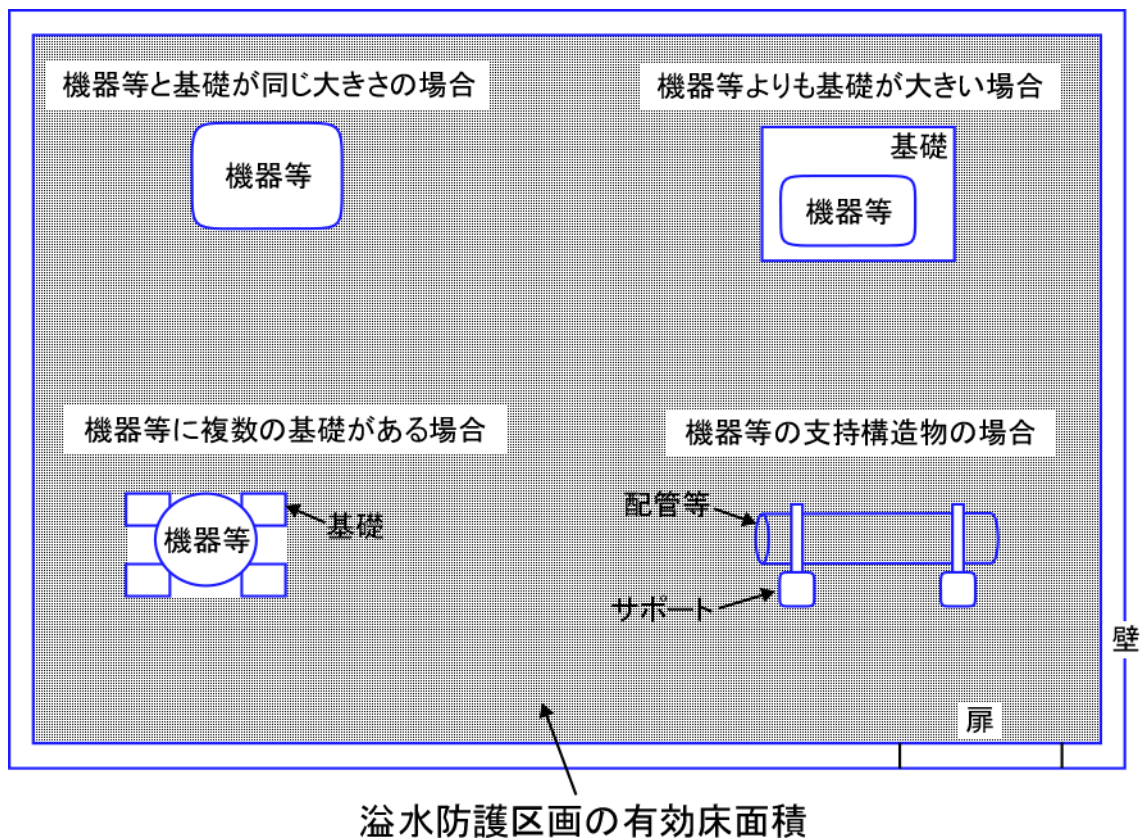 機器等と基礎が同じ大きさの場合
機器等よりも基礎が大きい場合
機器等
基礎
機器等
機器等に複数の基礎がある場合
機器等の支持構造物の場合
機器等
基礎
配管等
サポート
壁
扉
溢水防護区画の有効床面積